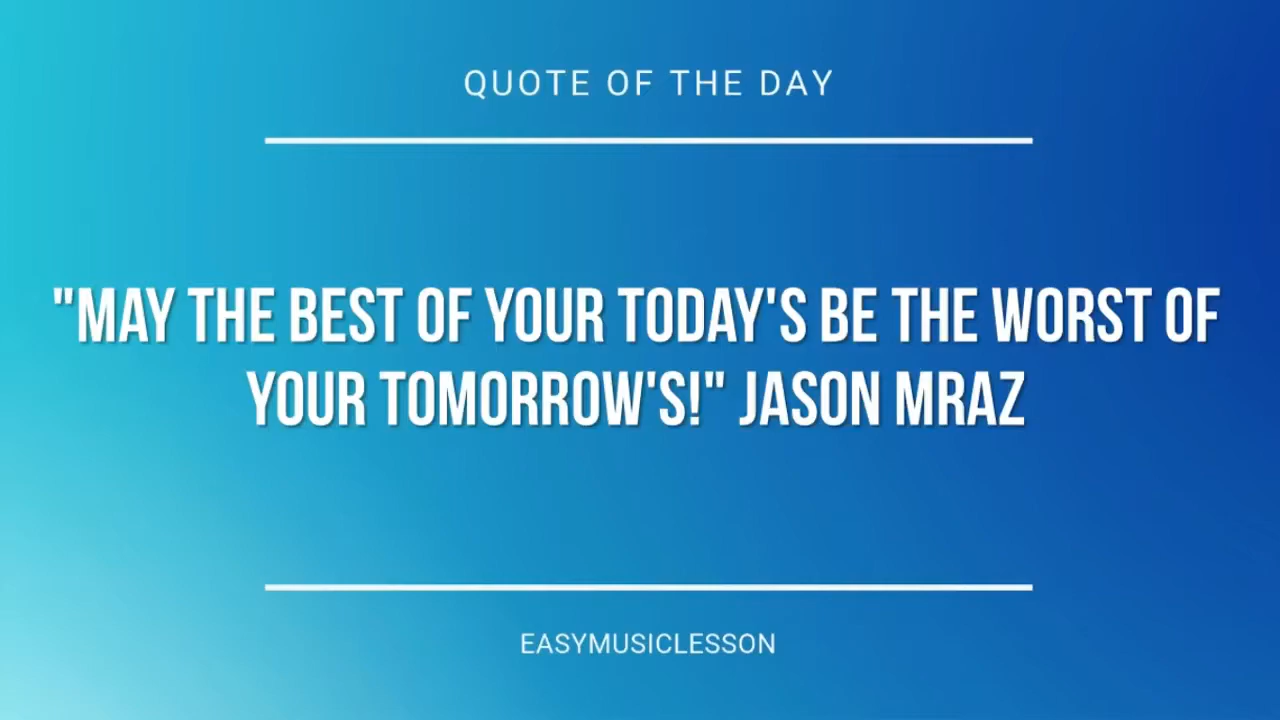 QUOTE OF THE DAY
"MAY THE BEST OF YOUR TODAY'S BE THE WORST OF
YOUR TOMORROW'S!" JASON MRAZ
EASYMUSICLESSON